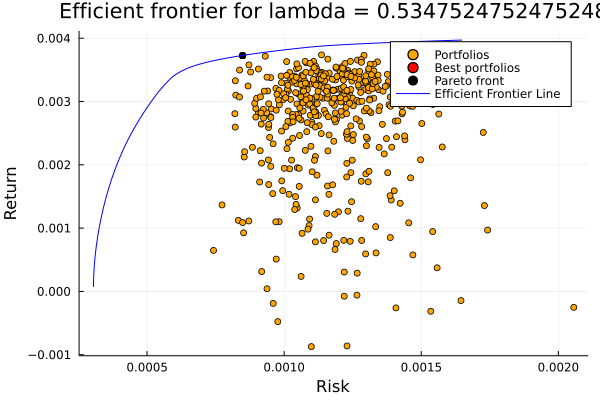 Efficient frontier for lambda = 0.5347524752475248
Portfolios
Best portfolios
Pareto front
Efficient Frontier Line
Return
0.004
0.003
0.002
0.001
0.000
−0.001
0.0005
0.0010
0.0015
0.0020
Risk